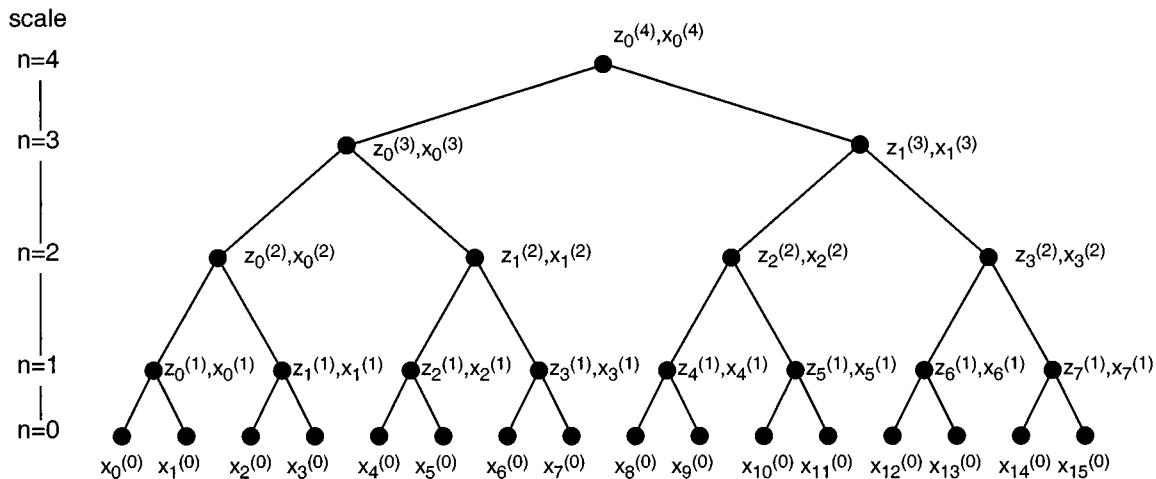 scale
z₀⁽⁴⁾,x₀⁽⁴⁾
n=4
n=3
z₀⁽³⁾,x₀⁽³⁾
z₁⁽³⁾,x₁⁽³⁾
n=2
z₀⁽²⁾,x₀⁽²⁾
z₁⁽²⁾,x₁⁽²⁾
z₂⁽²⁾,x₂⁽²⁾
z₃⁽²⁾,x₃⁽²⁾
n=1
z₀⁽¹⁾,x₀⁽¹⁾
z₁⁽¹⁾,x₁⁽¹⁾
z₂⁽¹⁾,x₂⁽¹⁾
z₃⁽¹⁾,x₃⁽¹⁾
z₄⁽¹⁾,x₄⁽¹⁾
z₅⁽¹⁾,x₅⁽¹⁾
z₆⁽¹⁾,x₆⁽¹⁾
z₇⁽¹⁾,x₇⁽¹⁾
n=0
x₀⁽⁰⁾ x₁⁽⁰⁾ x₂⁽⁰⁾ x₃⁽⁰⁾ x₄⁽⁰⁾ x₅⁽⁰⁾ x₆⁽⁰⁾ x₇⁽⁰⁾ x₈⁽⁰⁾ x₉⁽⁰⁾ x₁₀⁽⁰⁾ x₁₁⁽⁰⁾ x₁₂⁽⁰⁾ x₁₃⁽⁰⁾ x₁₄⁽⁰⁾ x₁₅⁽⁰⁾